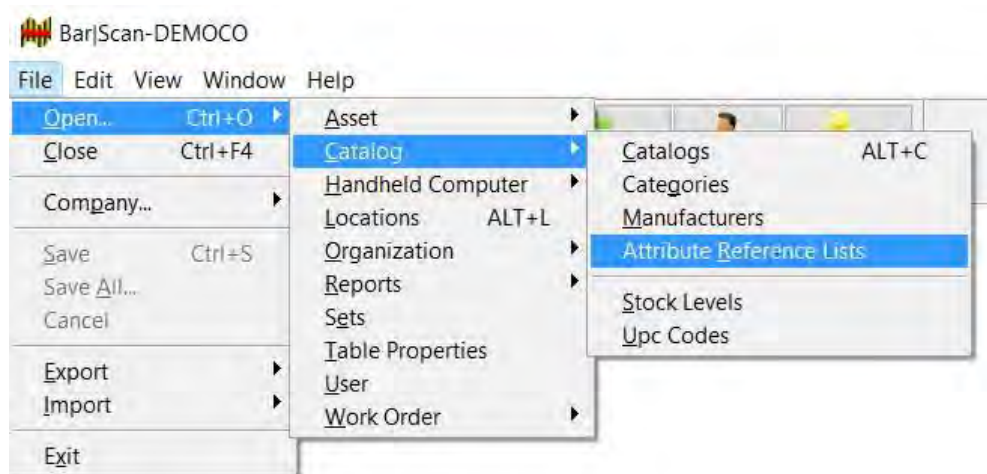 Bar|Scan-DEMOCO
File Edit View Window Help
Open... Ctrl+O
Close Ctrl+F4
Company...
Save Ctrl+S
Save All...
Cancel
Export
Import
Exit
Asset
Catalog
Handheld Computer
Locations ALT+L
Organization
Reports
Sets
Table Properties
User
Work Order
Catalogs ALT+C
Categories
Manufacturers
Attribute Reference Lists
Stock Levels
Upc Codes